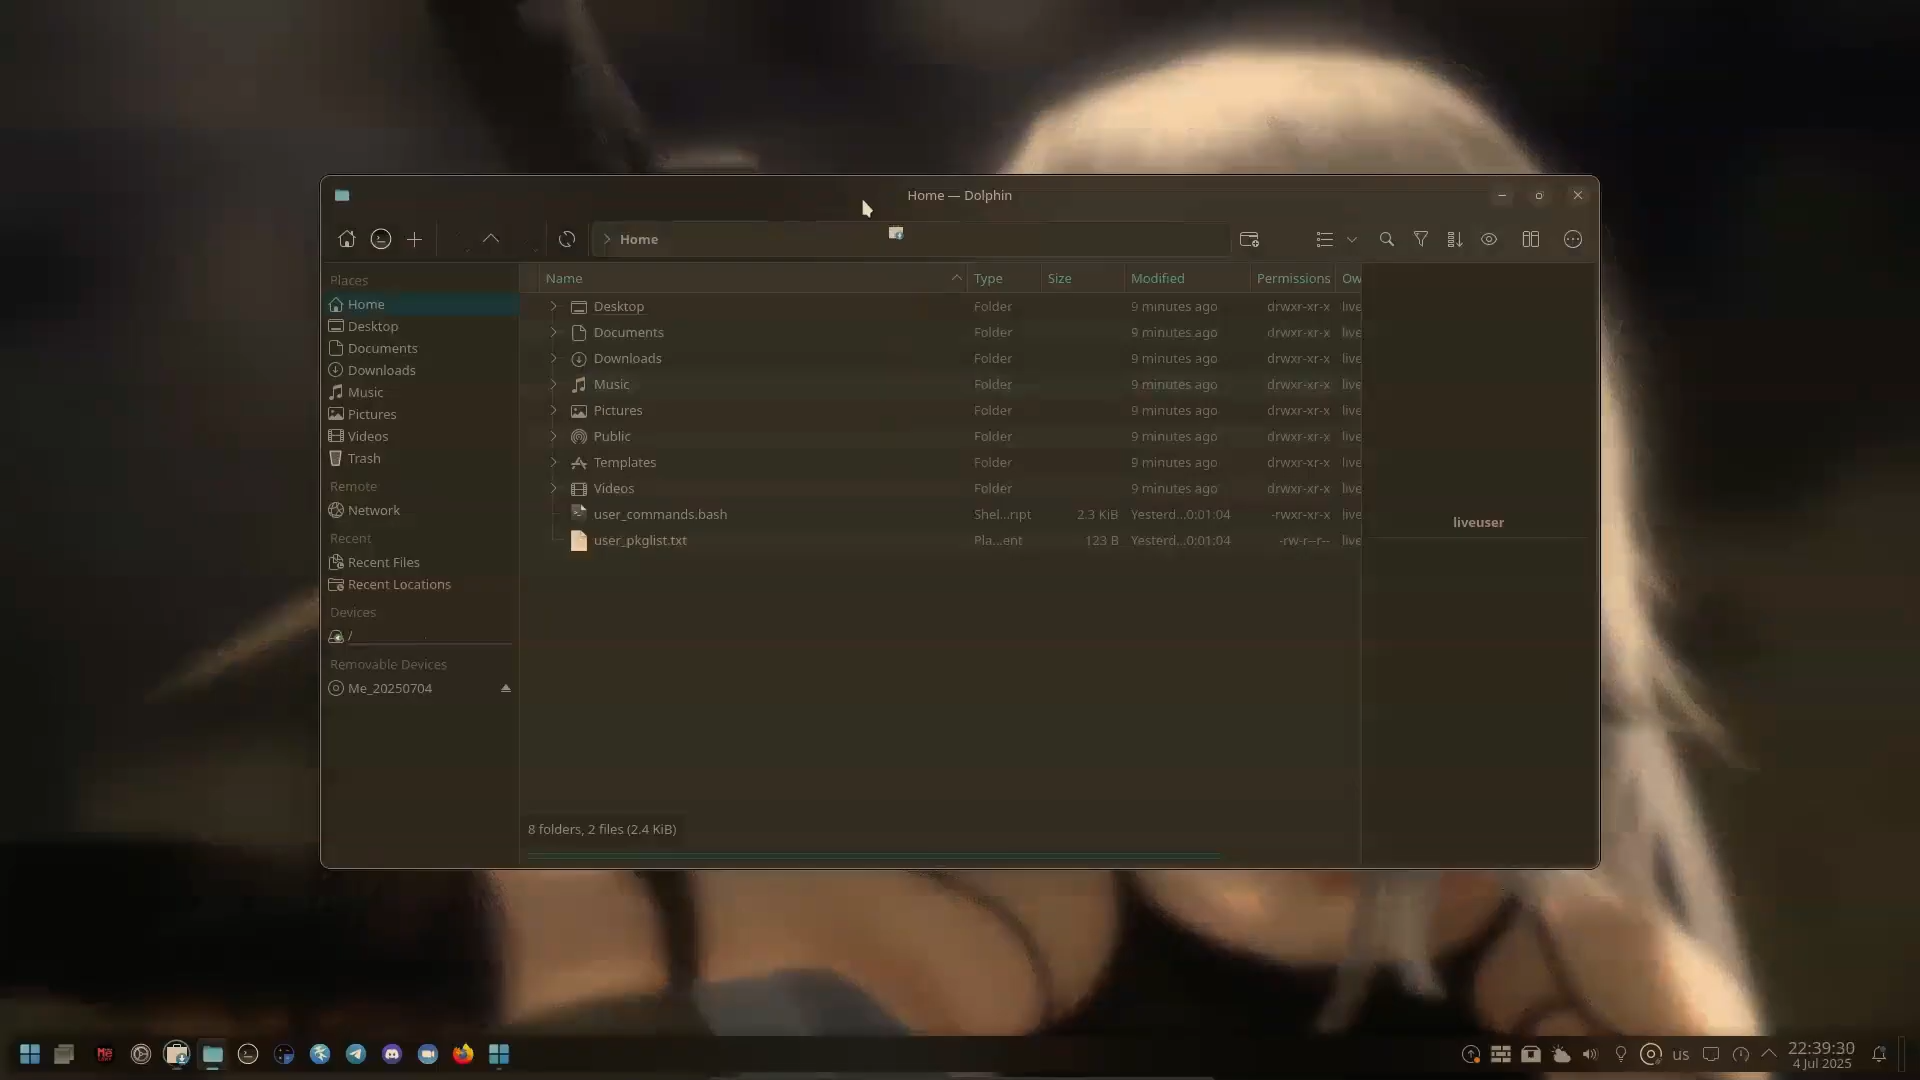 Home — Dolphin
Home
Places
Home
Desktop
Documents
Downloads
Music
Pictures
Videos
Trash
Remote
Network
Recent
Recent Files
Recent Locations
Devices
/
Removable Devices
Me_20250704
Name Type Size Modified Permissions Ow
Desktop Folder 9 minutes ago drwxr-xr-x live
Documents Folder 9 minutes ago drwxr-xr-x live
Downloads Folder 9 minutes ago drwxr-xr-x live
Music Folder 9 minutes ago drwxr-xr-x live
Pictures Folder 9 minutes ago drwxr-xr-x live
Public Folder 9 minutes ago drwxr-xr-x live
Templates Folder 9 minutes ago drwxr-xr-x live
Videos Folder 9 minutes ago drwxr-xr-x live
user_commands.bash Shel...ript 2.3 KiB Yesterd...0:01:04 -rwxr-xr-x live
user_pkglist.txt Pla...ent 123 B Yesterd...0:01:04 -rw-r--r-- live
8 folders, 2 files (2.4 KiB)
liveuser
Me
us
22:39:30
4 Jul 2025